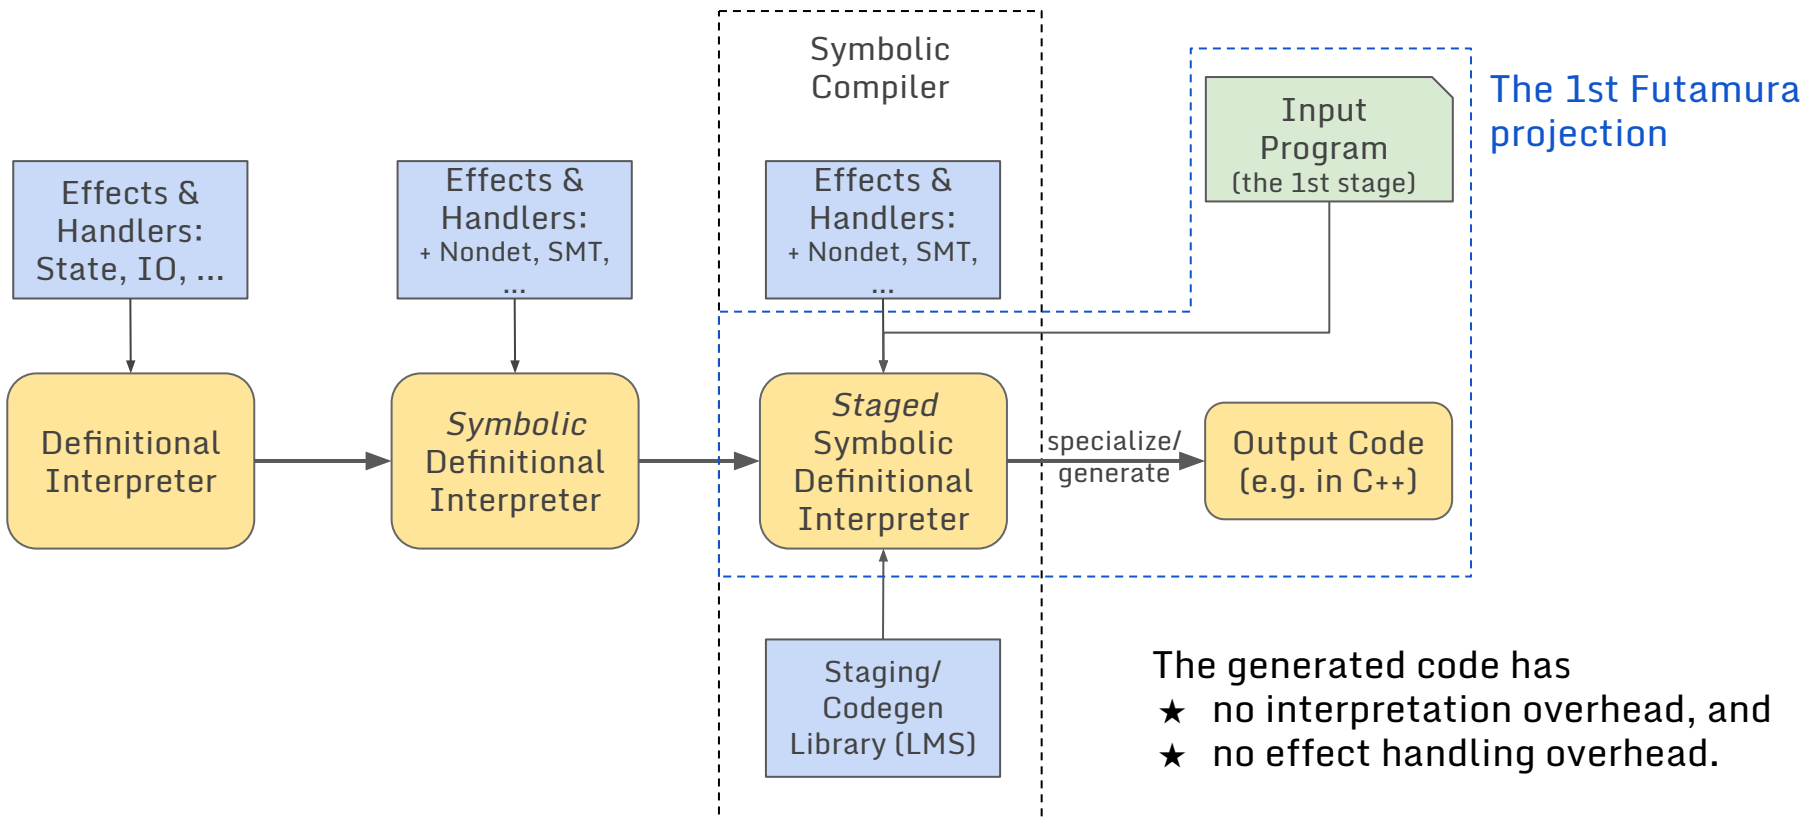 Symbolic
Compiler
The 1st Futamura
projection
Input
Program
(the 1st stage)
Effects &
Handlers:
State, IO, ...
Effects &
Handlers:
+ Nondet, SMT,
...
Effects &
Handlers:
+ Nondet, SMT,
...
Definitional
Interpreter
Symbolic
Definitional
Interpreter
Staged
Symbolic
Definitional
Interpreter
specialize/
generate
Output Code
(e.g. in C++)
Staging/
Codegen
Library (LMS)
The generated code has
★ no interpretation overhead, and
★ no effect handling overhead.